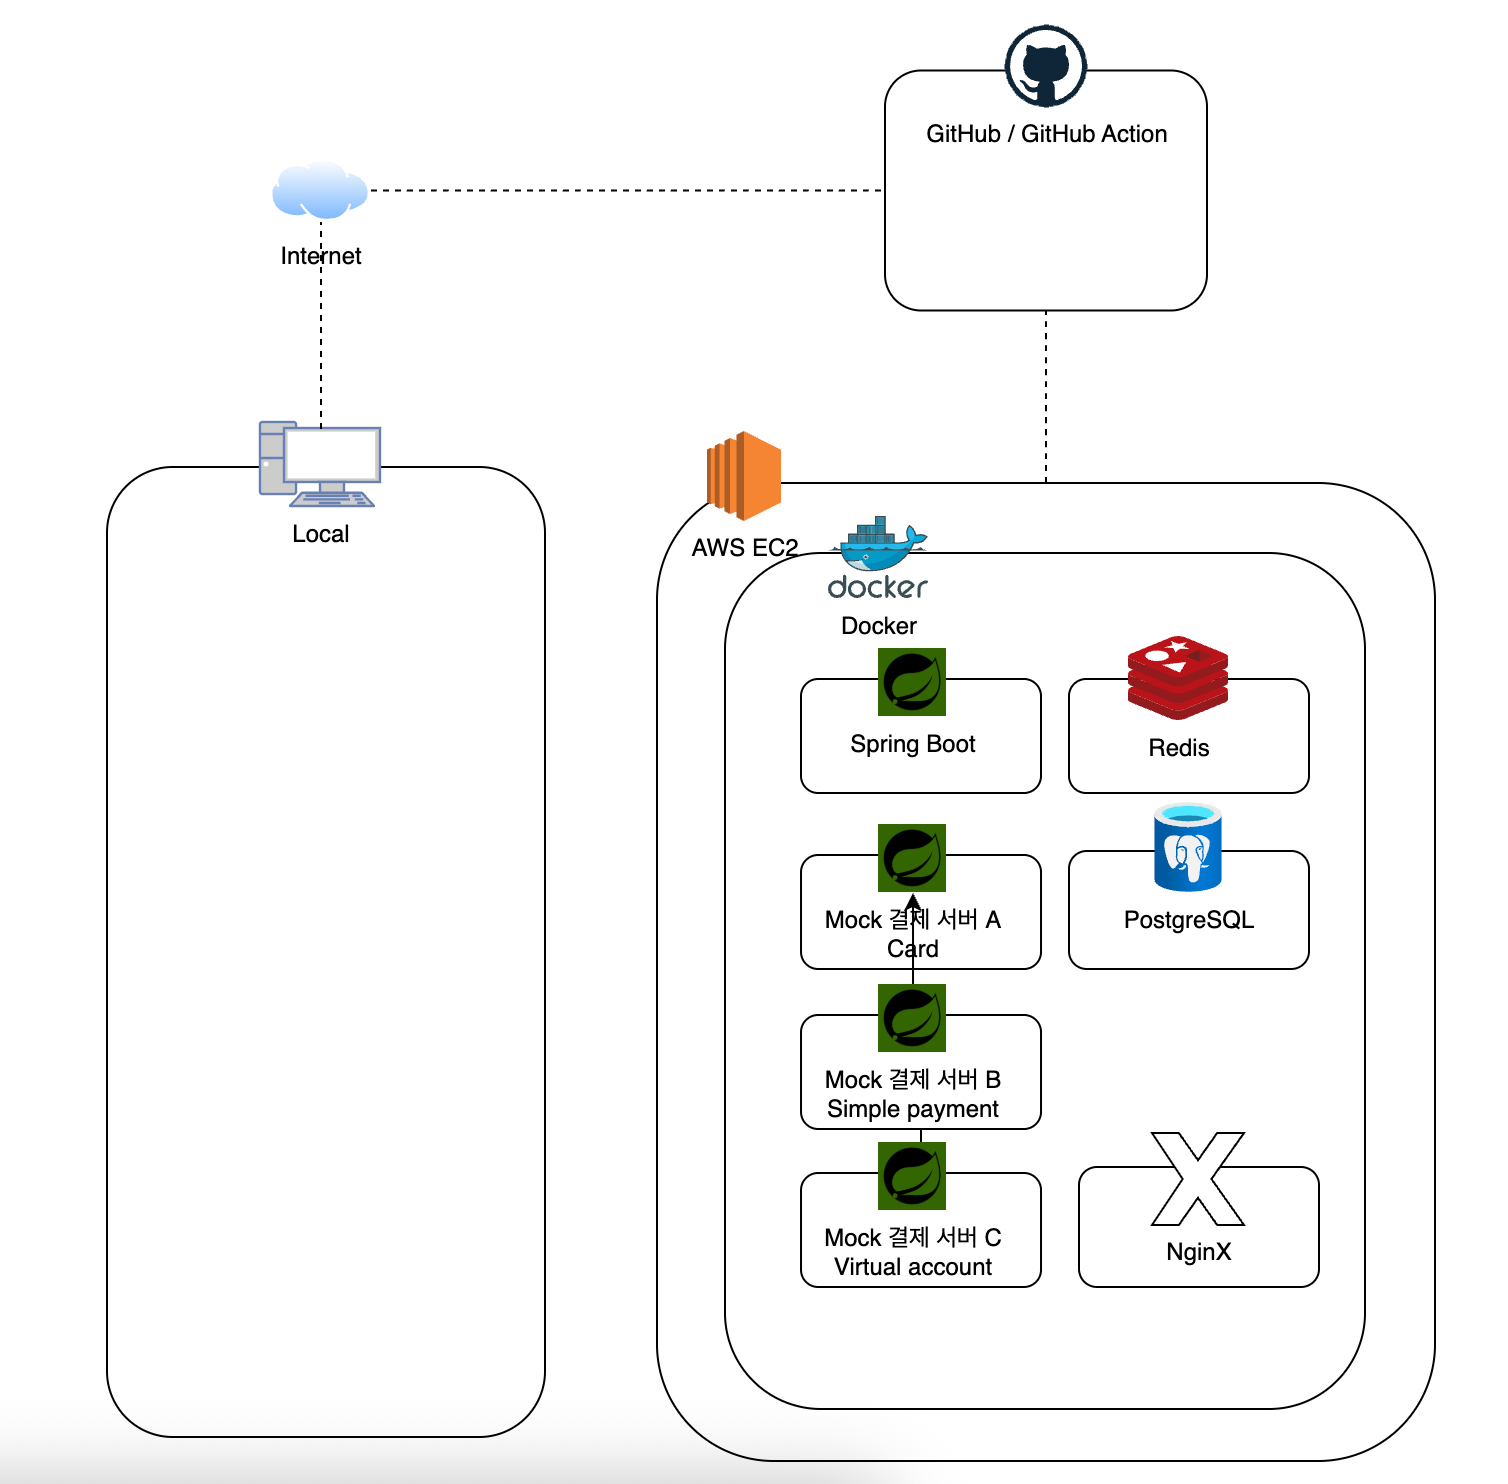 GitHub / GitHub Action
Internet
Local
AWS EC2
docker
Docker
Spring Boot
Redis
Mock 결제 서버 A
Card
PostgreSQL
Mock 결제 서버 B
Simple payment
Mock 결제 서버 C
Virtual account
X
NginX